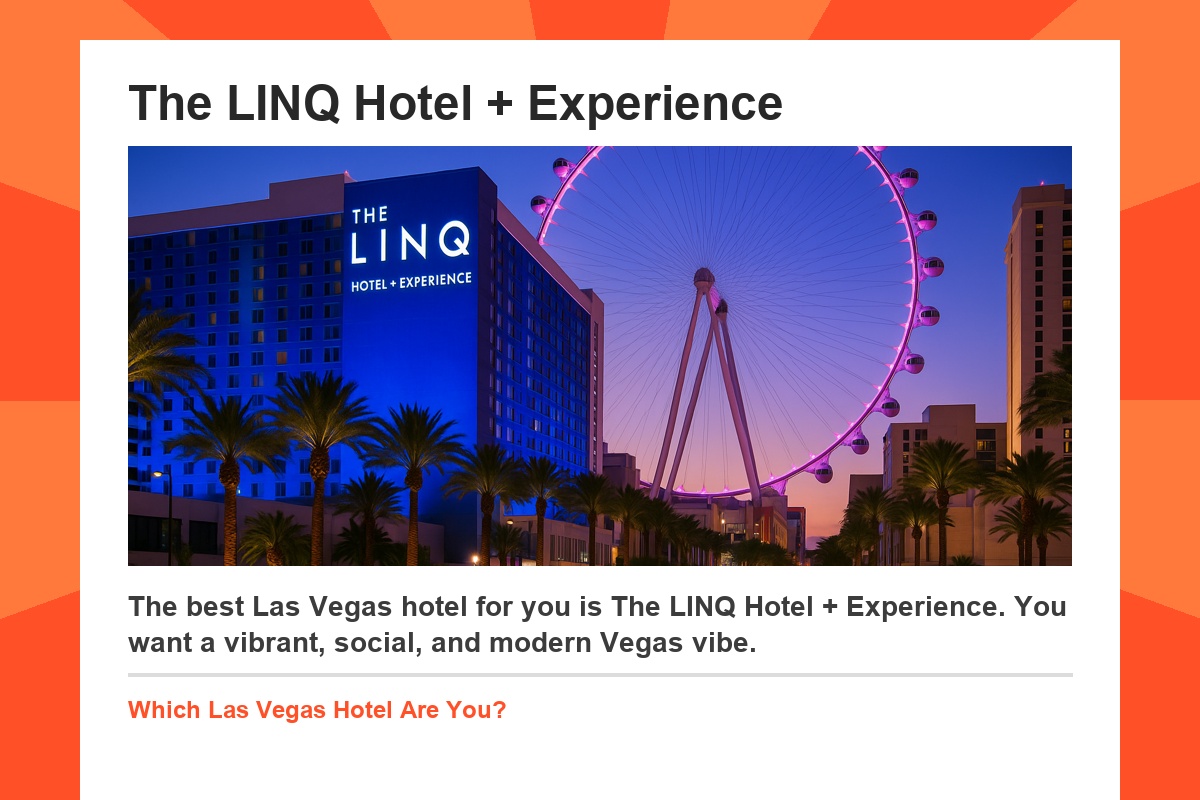 The LINQ Hotel + Experience
THE
LINQ
HOTEL + EXPERIENCE
The best Las Vegas hotel for you is The LINQ Hotel + Experience. You
want a vibrant, social, and modern Vegas vibe.
Which Las Vegas Hotel Are You?